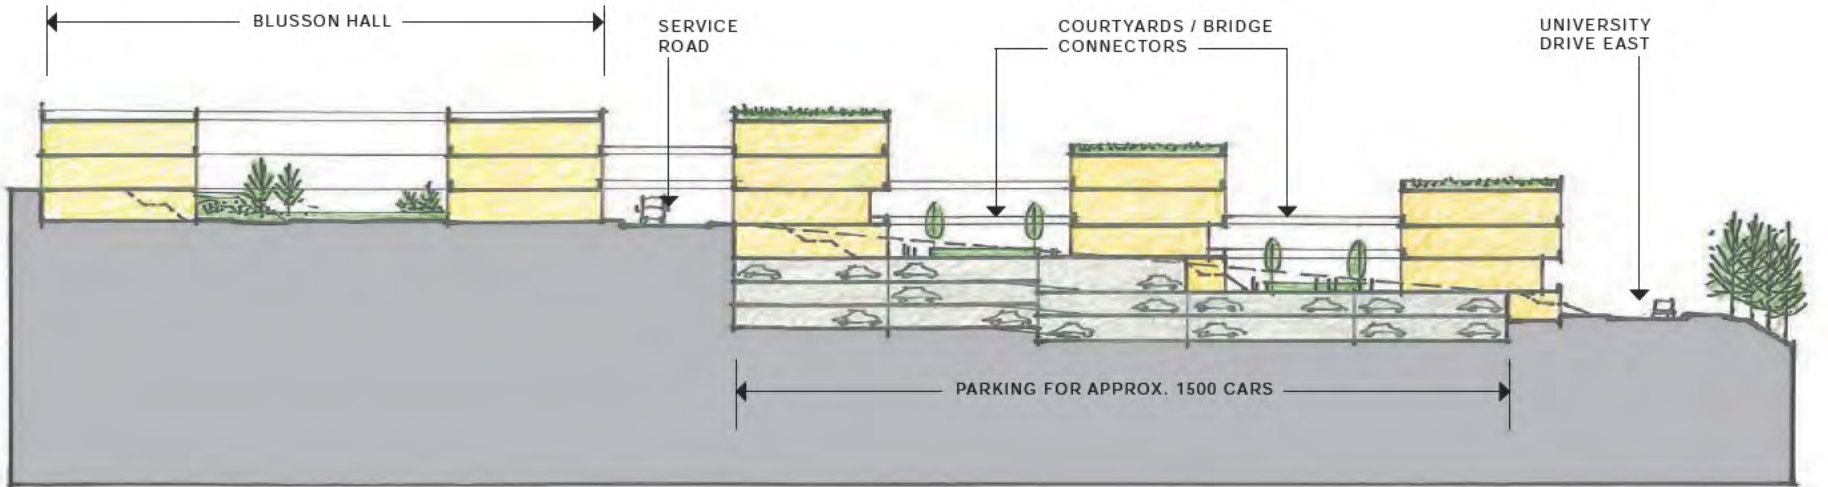 BLUSSON HALL
SERVICE
ROAD
COURTYARDS / BRIDGE
CONNECTORS
UNIVERSITY
DRIVE EAST
PARKING FOR APPROX. 1500 CARS